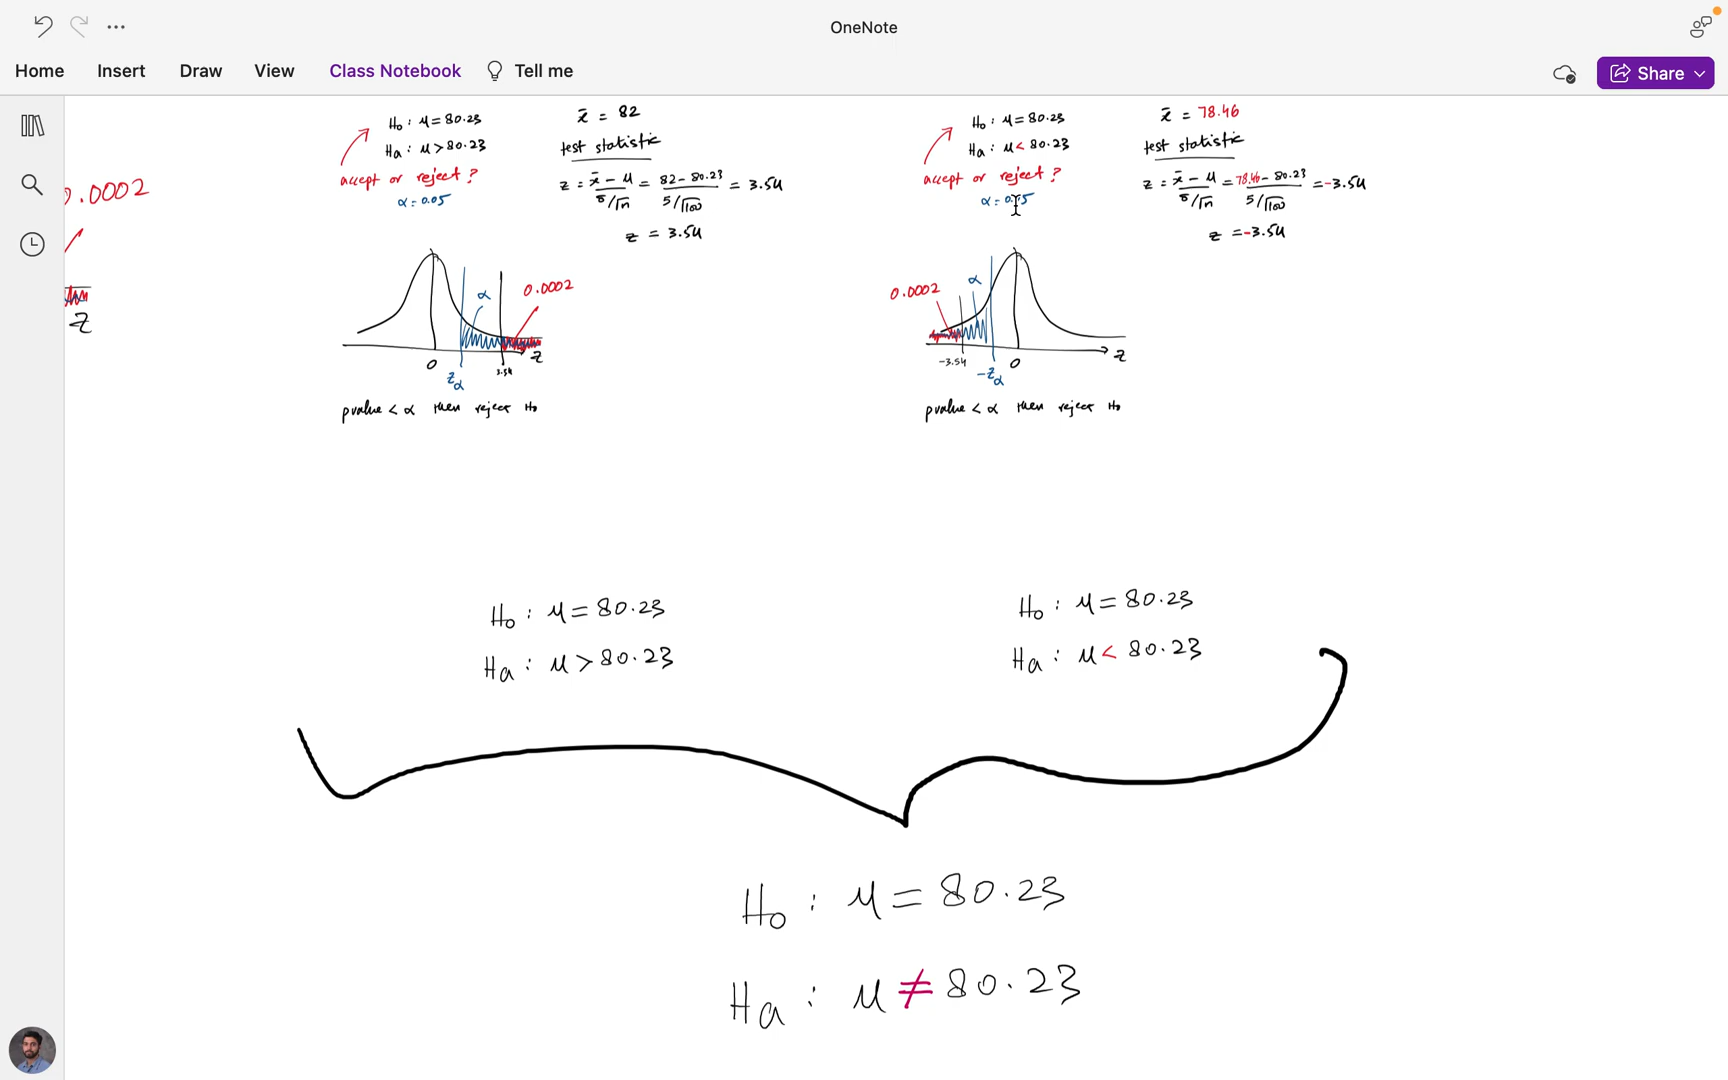 OneNote
Home Insert Draw View Class Notebook Tell me
Share
0.0002
z
H₀ : μ = 80.23
Hₐ : μ > 80.23
accept or reject ?
α = 0.05
x̄ = 82
test statistic
z = x̄ - μ / σ/√n = 82 - 80.23 / 5/√100 = 3.54
z = 3.54
α
0.0002
0
3.54
z
zα
pvalue < α then reject H₀
H₀ : μ = 80.23
Hₐ : μ < 80.23
accept or reject ?
α = 0.05
x̄ = 78.46
test statistic
z = x̄ - μ / σ/√n = 78.46 - 80.23 / 5/√100 = -3.54
z = -3.54
0.0002
α
-3.54
0
z
-zα
pvalue < α then reject H₀
H₀ : μ = 80.23
Hₐ : μ > 80.23
H₀ : μ = 80.23
Hₐ : μ < 80.23
H₀ : μ = 80.23
Hₐ : μ ≠ 80.23